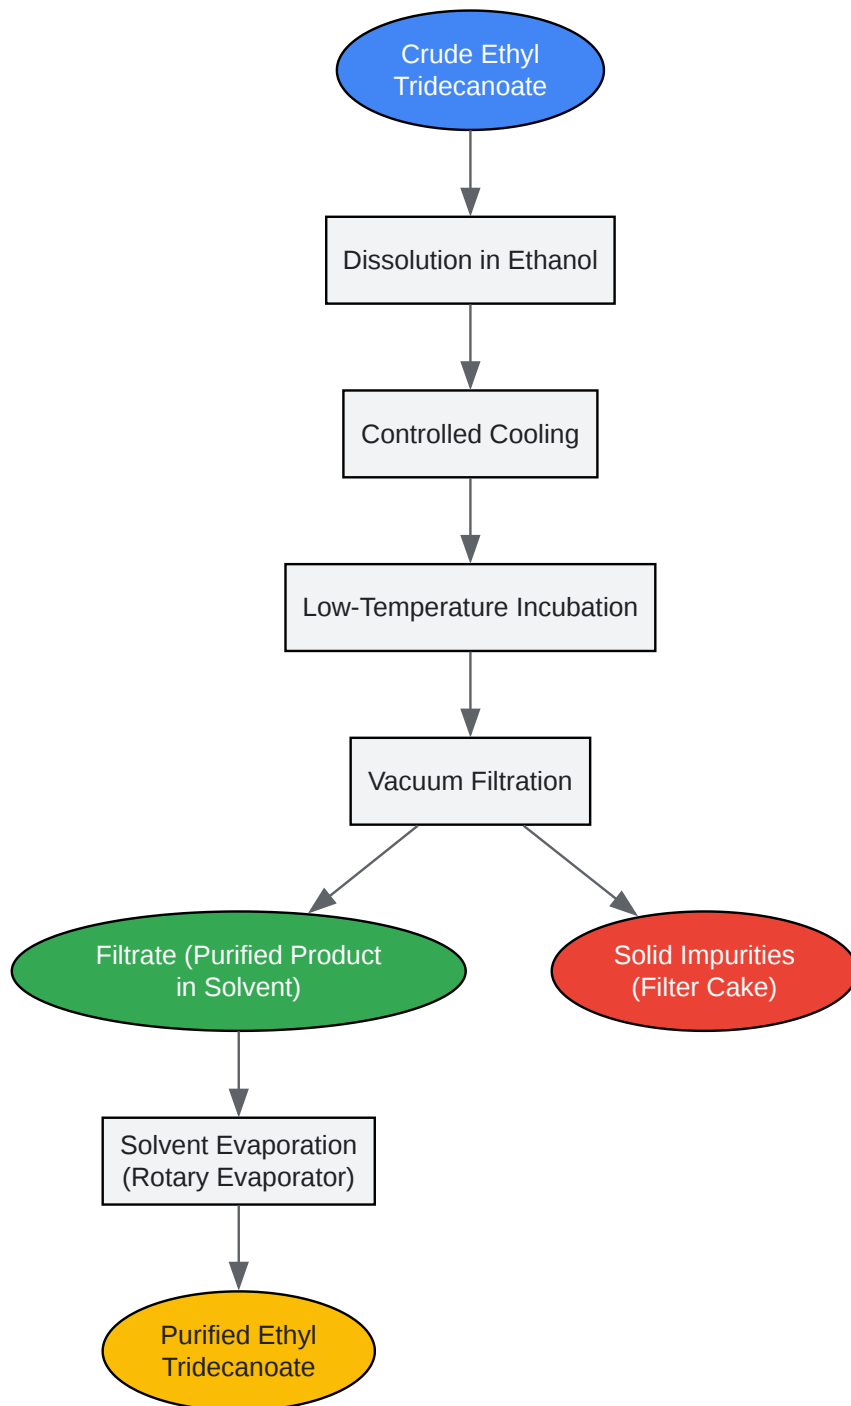 Crude Ethyl
Tridecanoate
Dissolution in Ethanol
Controlled Cooling
Low-Temperature Incubation
Vacuum Filtration
Filtrate (Purified Product
in Solvent)
Solid Impurities
(Filter Cake)
Solvent Evaporation
(Rotary Evaporator)
Purified Ethyl
Tridecanoate